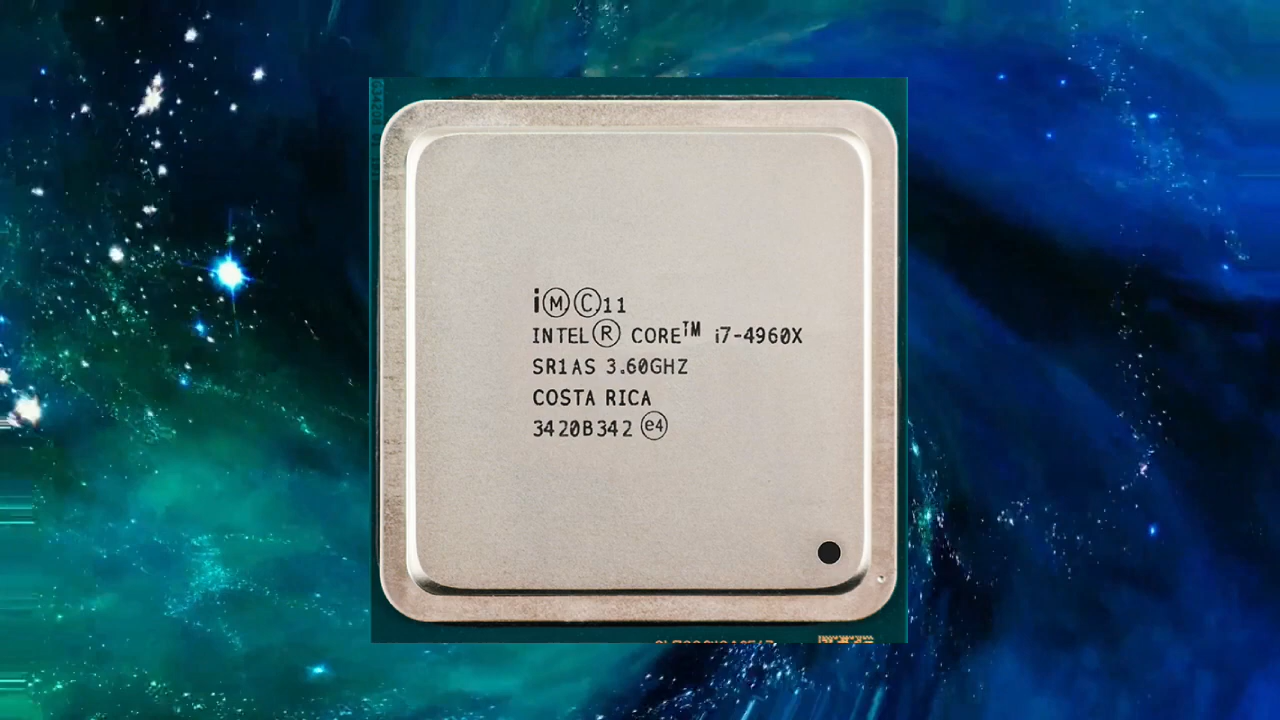 i Ⓜ Ⓒ 11
INTEL® CORE™ i7-4960X
SR1AS 3.60GHZ
COSTA RICA
3420B342 e4